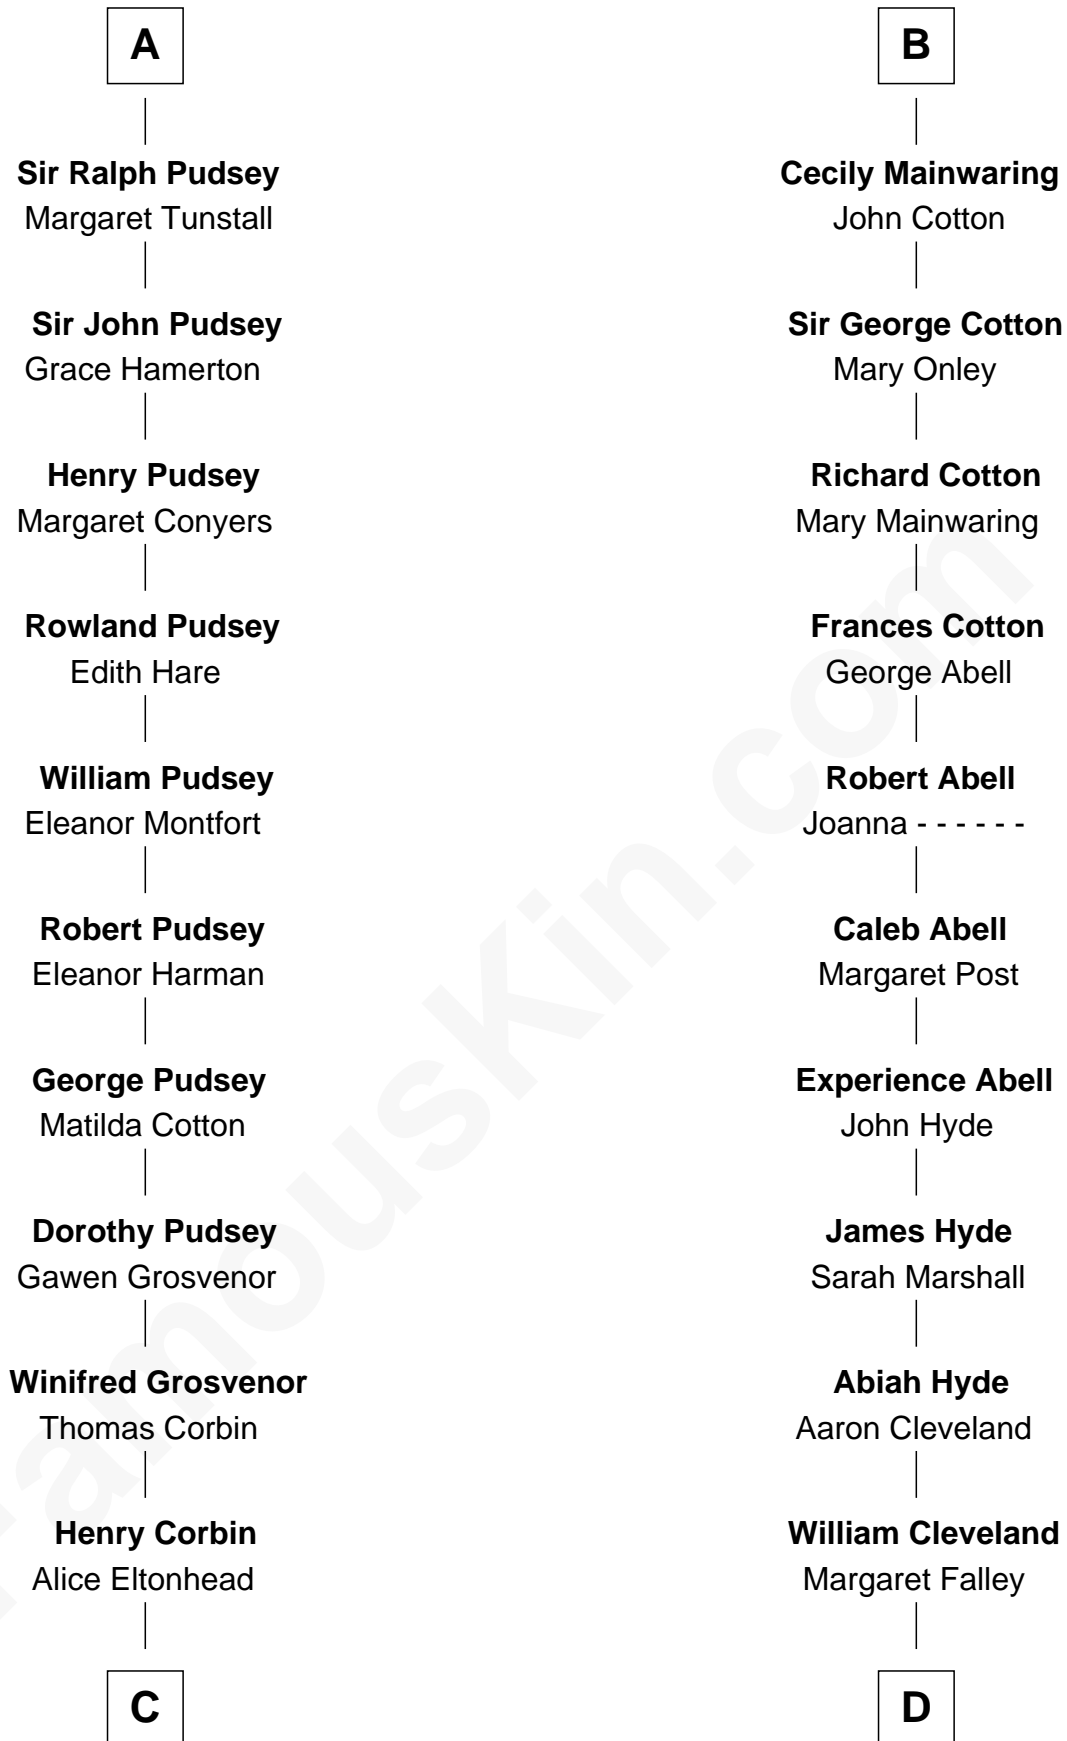 A
Sir Ralph Pudsey
Margaret Tunstall
Sir John Pudsey
Grace Hamerton
Henry Pudsey
Margaret Conyers
Rowland Pudsey
Edith Hare
William Pudsey
Eleanor Montfort
Robert Pudsey
Eleanor Harman
George Pudsey
Matilda Cotton
Dorothy Pudsey
Gawen Grosvenor
Winifred Grosvenor
Thomas Corbin
Henry Corbin
Alice Eltonhead
C
B
Cecily Mainwaring
John Cotton
Sir George Cotton
Mary Onley
Richard Cotton
Mary Mainwaring
Frances Cotton
George Abell
Robert Abell
Joanna - - - - - -
Caleb Abell
Margaret Post
Experience Abell
John Hyde
James Hyde
Sarah Marshall
Abiah Hyde
Aaron Cleveland
William Cleveland
Margaret Falley
D
FamousKin.com